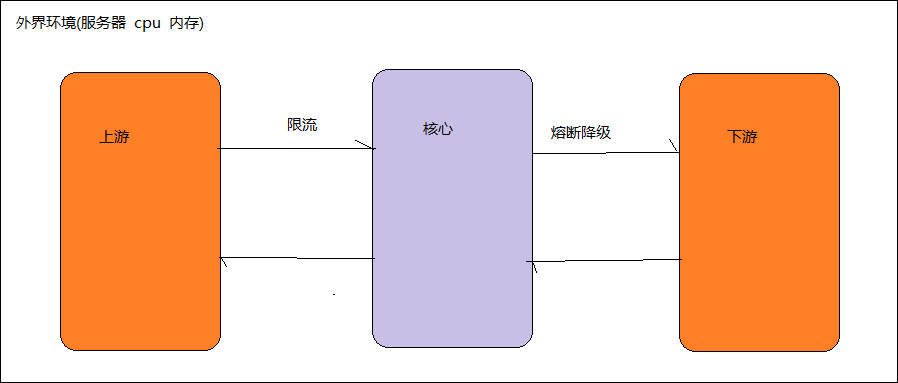 外界环境(服务器 cpu 内存)
限流
核心
熔断降级
上游
下游